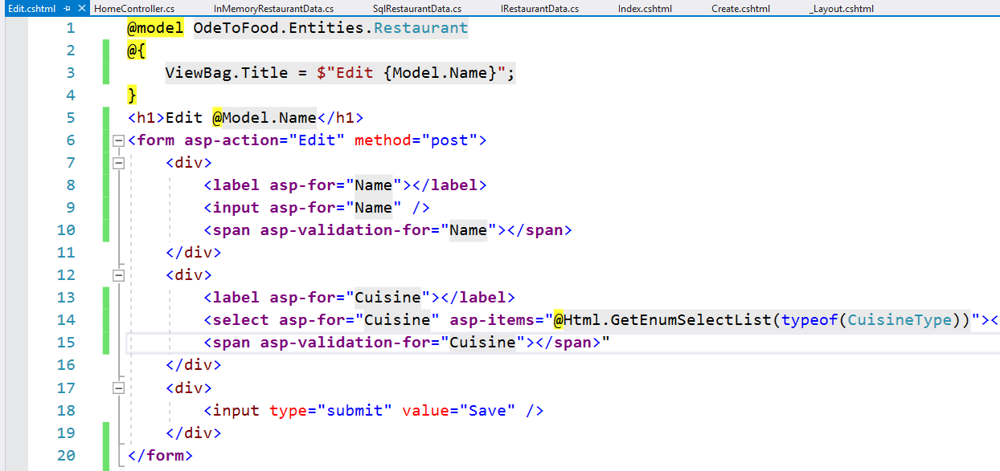 Edit.cshtml HomeController.cs InMemoryRestaurantData.cs SqlRestaurantData.cs IRestaurantData.cs Index.cshtml Create.cshtml _Layout.cshtml
1 @model OdeToFood.Entities.Restaurant
2 @{
3 ViewBag.Title = $"Edit {Model.Name}";
4 }
5 <h1>Edit @Model.Name</h1>
6 <form asp-action="Edit" method="post">
7 <div>
8 <label asp-for="Name"></label>
9 <input asp-for="Name" />
10 <span asp-validation-for="Name"></span>
11 </div>
12 <div>
13 <label asp-for="Cuisine"></label>
14 <select asp-for="Cuisine" asp-items="@Html.GetEnumSelectList(typeof(CuisineType))"><
15 <span asp-validation-for="Cuisine"></span>"
16 </div>
17 <div>
18 <input type="submit" value="Save" />
19 </div>
20 </form>